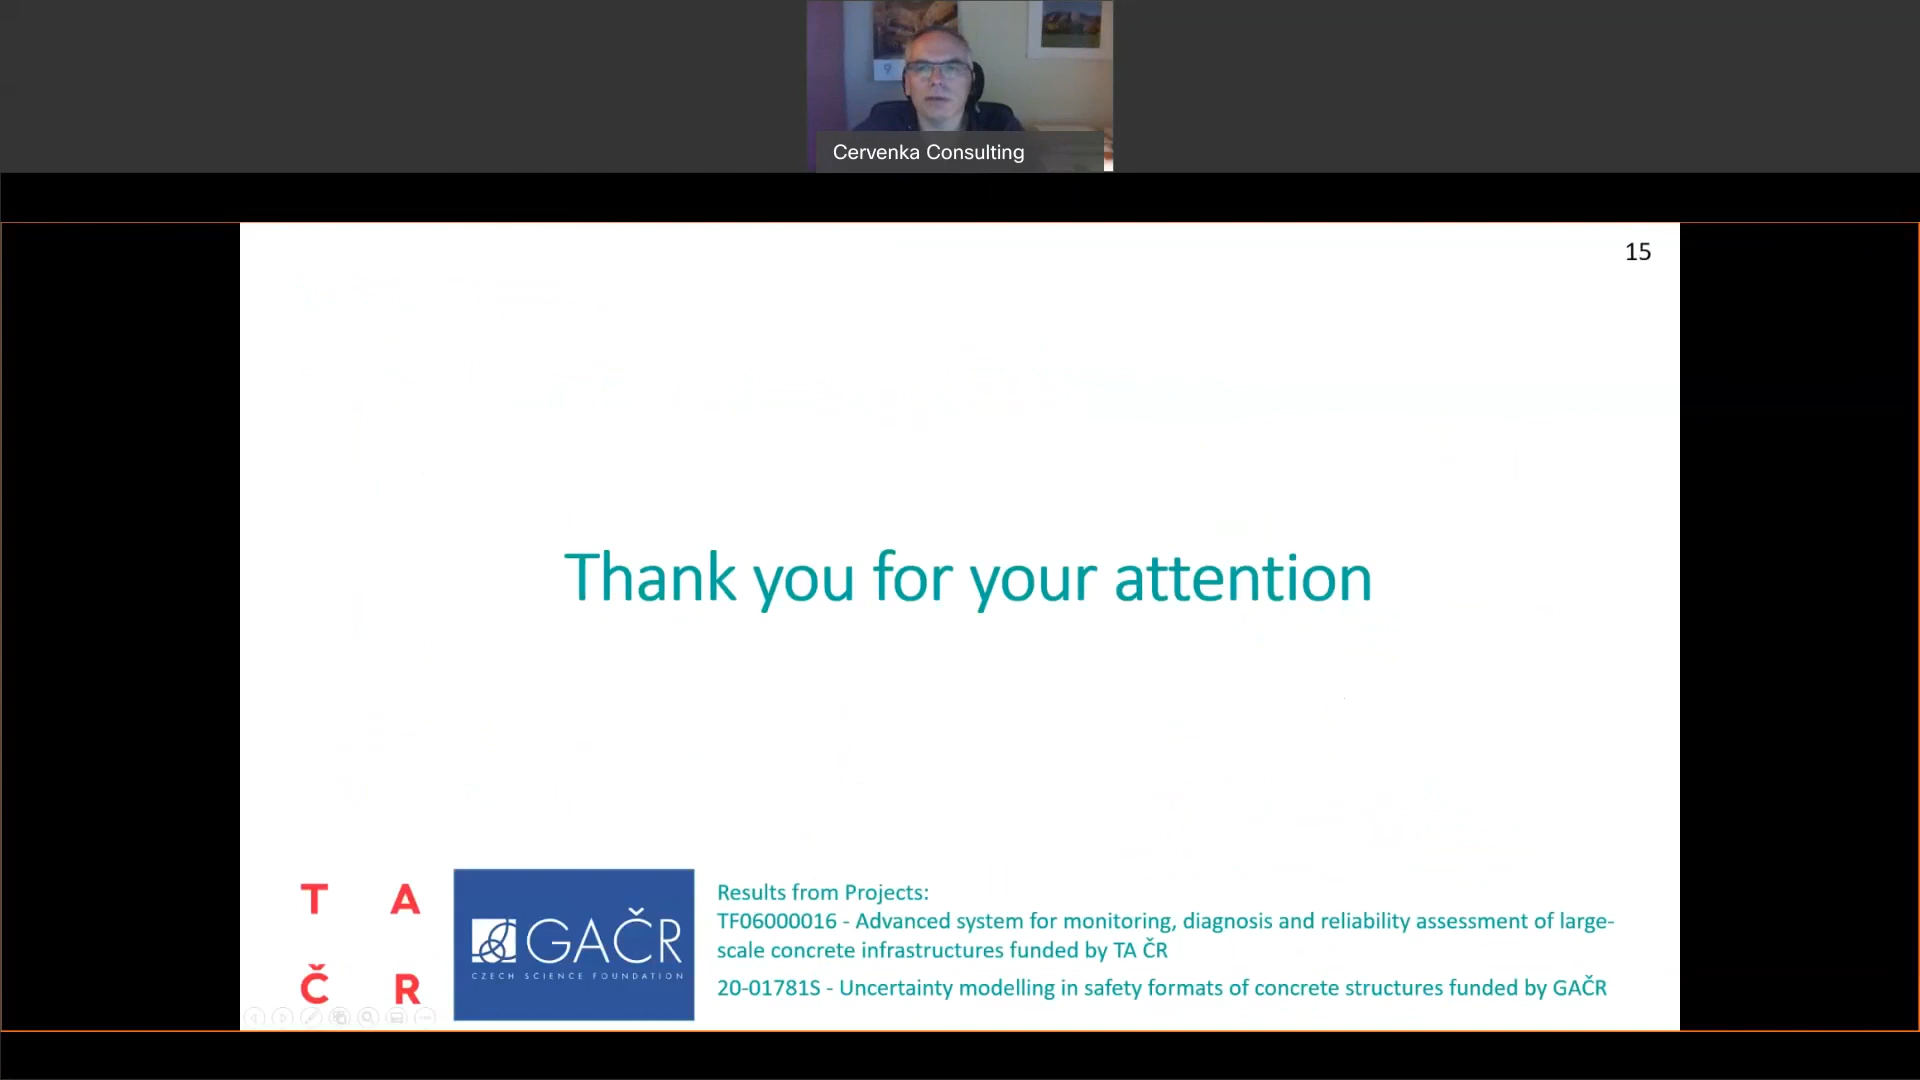 9
Cervenka Consulting
15
Thank you for your attention
T A
Č R
GAČR
CZECH SCIENCE FOUNDATION
Results from Projects:
TF06000016 - Advanced system for monitoring, diagnosis and reliability assessment of large-
scale concrete infrastructures funded by TA ČR
20-01781S - Uncertainty modelling in safety formats of concrete structures funded by GAČR